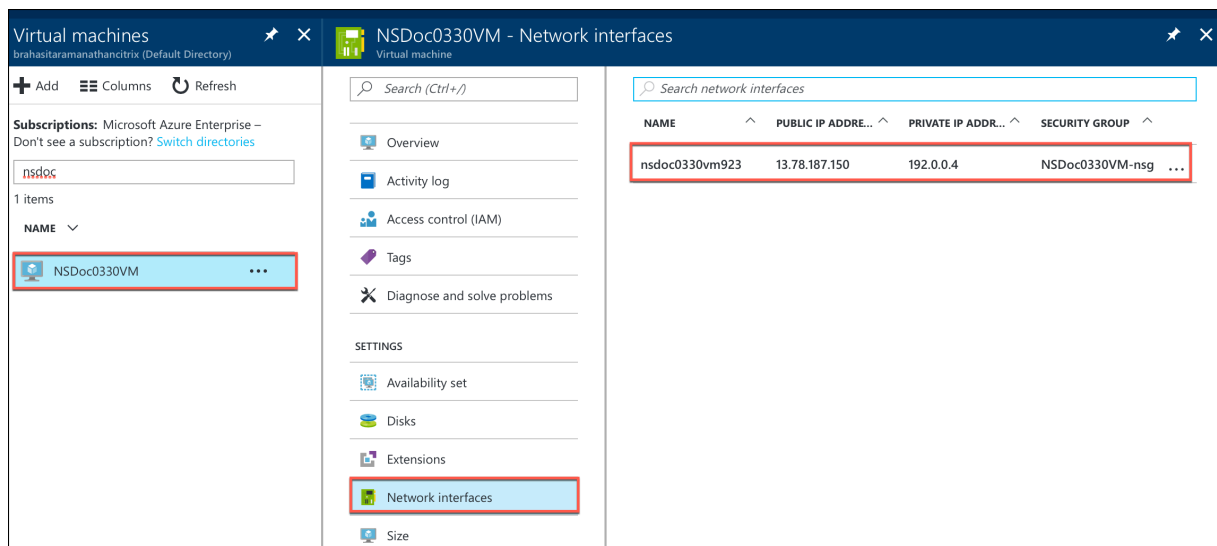 Virtual machines
brahasitaramanathancitrix (Default Directory)
Add Columns Refresh
Subscriptions: Microsoft Azure Enterprise –
Don't see a subscription? Switch directories
nsdoc
1 items
NAME
NSDoc0330VM
NSDoc0330VM - Network interfaces
Virtual machine
Search (Ctrl+/)
Overview
Activity log
Access control (IAM)
Tags
Diagnose and solve problems
SETTINGS
Availability set
Disks
Extensions
Network interfaces
Size
Search network interfaces
NAME PUBLIC IP ADDRE... PRIVATE IP ADDR... SECURITY GROUP
nsdoc0330vm923 13.78.187.150 192.0.0.4 NSDoc0330VM-nsg ...